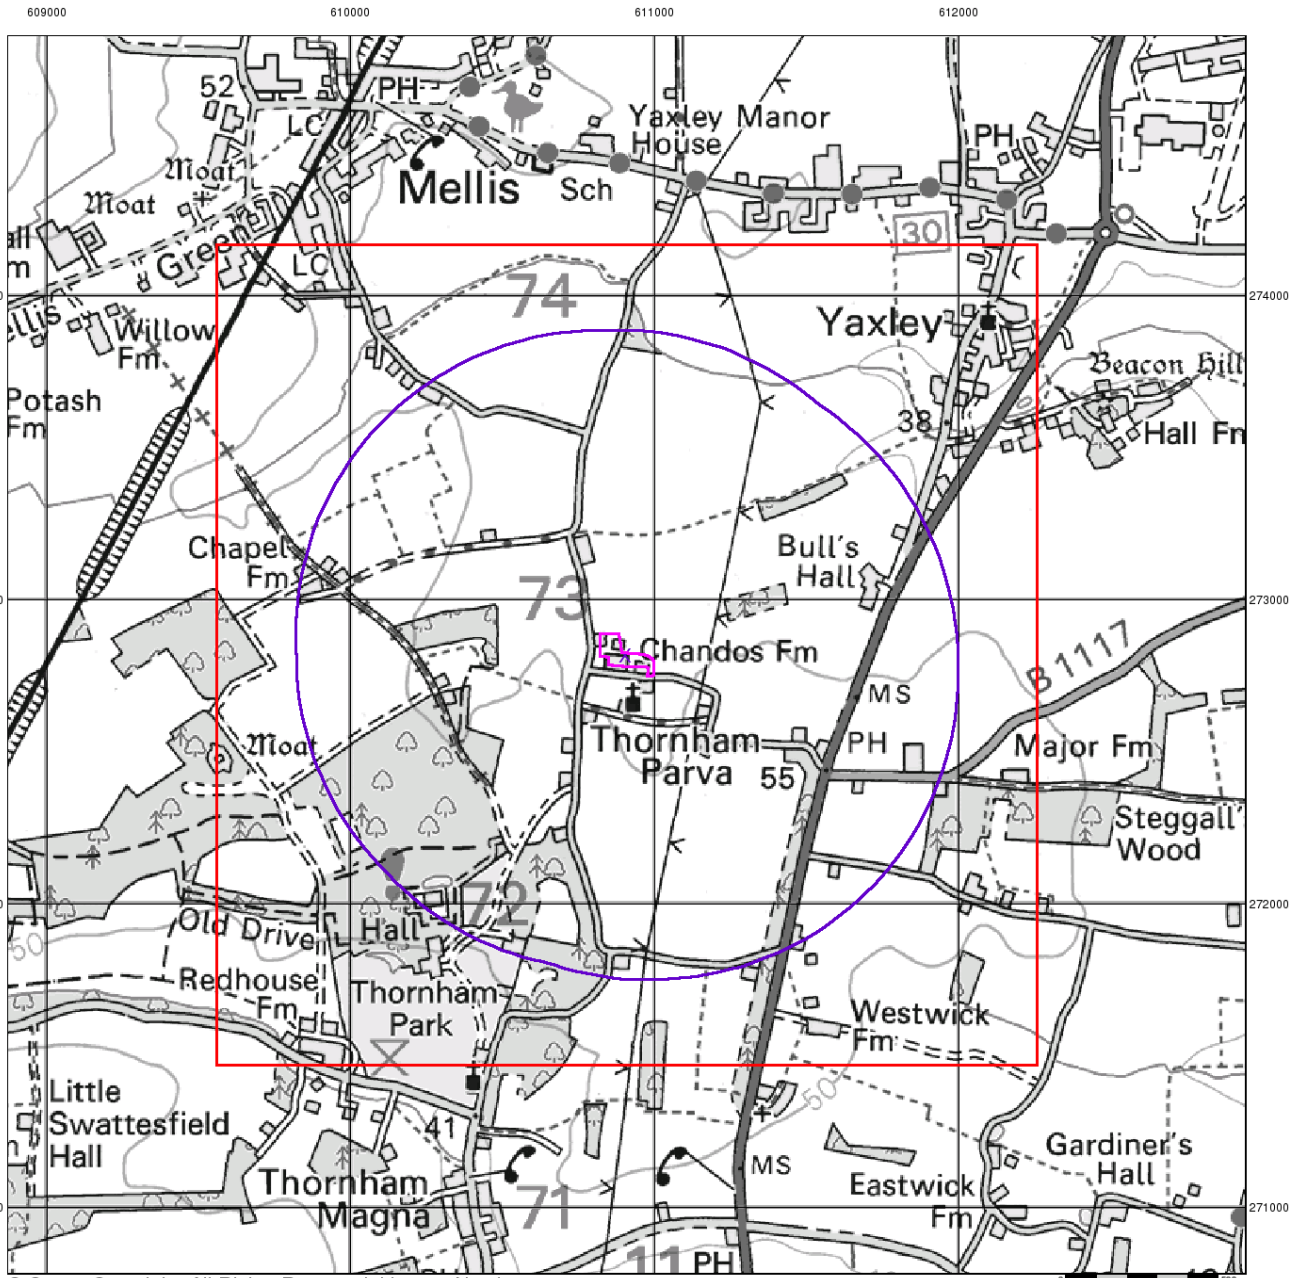 609000 610000 611000 612000
52
PH
LC
Moat
Moat
Mellis
Sch
Yaxley Manor
House
PH
30
Green
LC
74
274000
Willow
Fm
Yaxley
Beacon Hill
Potash
Fm
38
Hall Fm
Chapel
Fm
Bull's
Hall
73
273000
Chandos Fm
B 1117
MS
Moat
Thornham
Parva
55
PH
Major Fm
Steggall's
Wood
72
272000
Old Drive
Hall
50
Redhouse
Fm
Thornham
Park
Westwick
Fm
50
Little
Swattesfield
Hall
41
Thornham
Magna
71
MS
Eastwick
Fm
Gardiner's
Hall
271000
11
PH